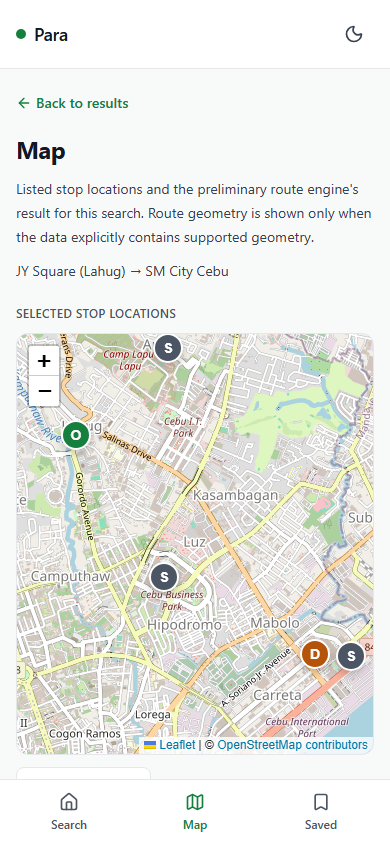 Para
← Back to results
Map
Listed stop locations and the preliminary route engine's
result for this search. Route geometry is shown only when
the data explicitly contains supported geometry.
JY Square (Lahug) → SM City Cebu
SELECTED STOP LOCATIONS
+
−
S
Camp Lapu
Lapu
Cebu I.T.
Park
O
Salinas Drive
Gorordo Avenue
Kasambagan
Luz
Camputhaw
S
Cebu Business
Park
Hipodromo
Mabolo
D
S
A. Soriano Jr. Avenue
Carreta
Lorega
Cebu International
Port
II
Cogon Ramos
Leaflet | © OpenStreetMap contributors
Search
Map
Saved